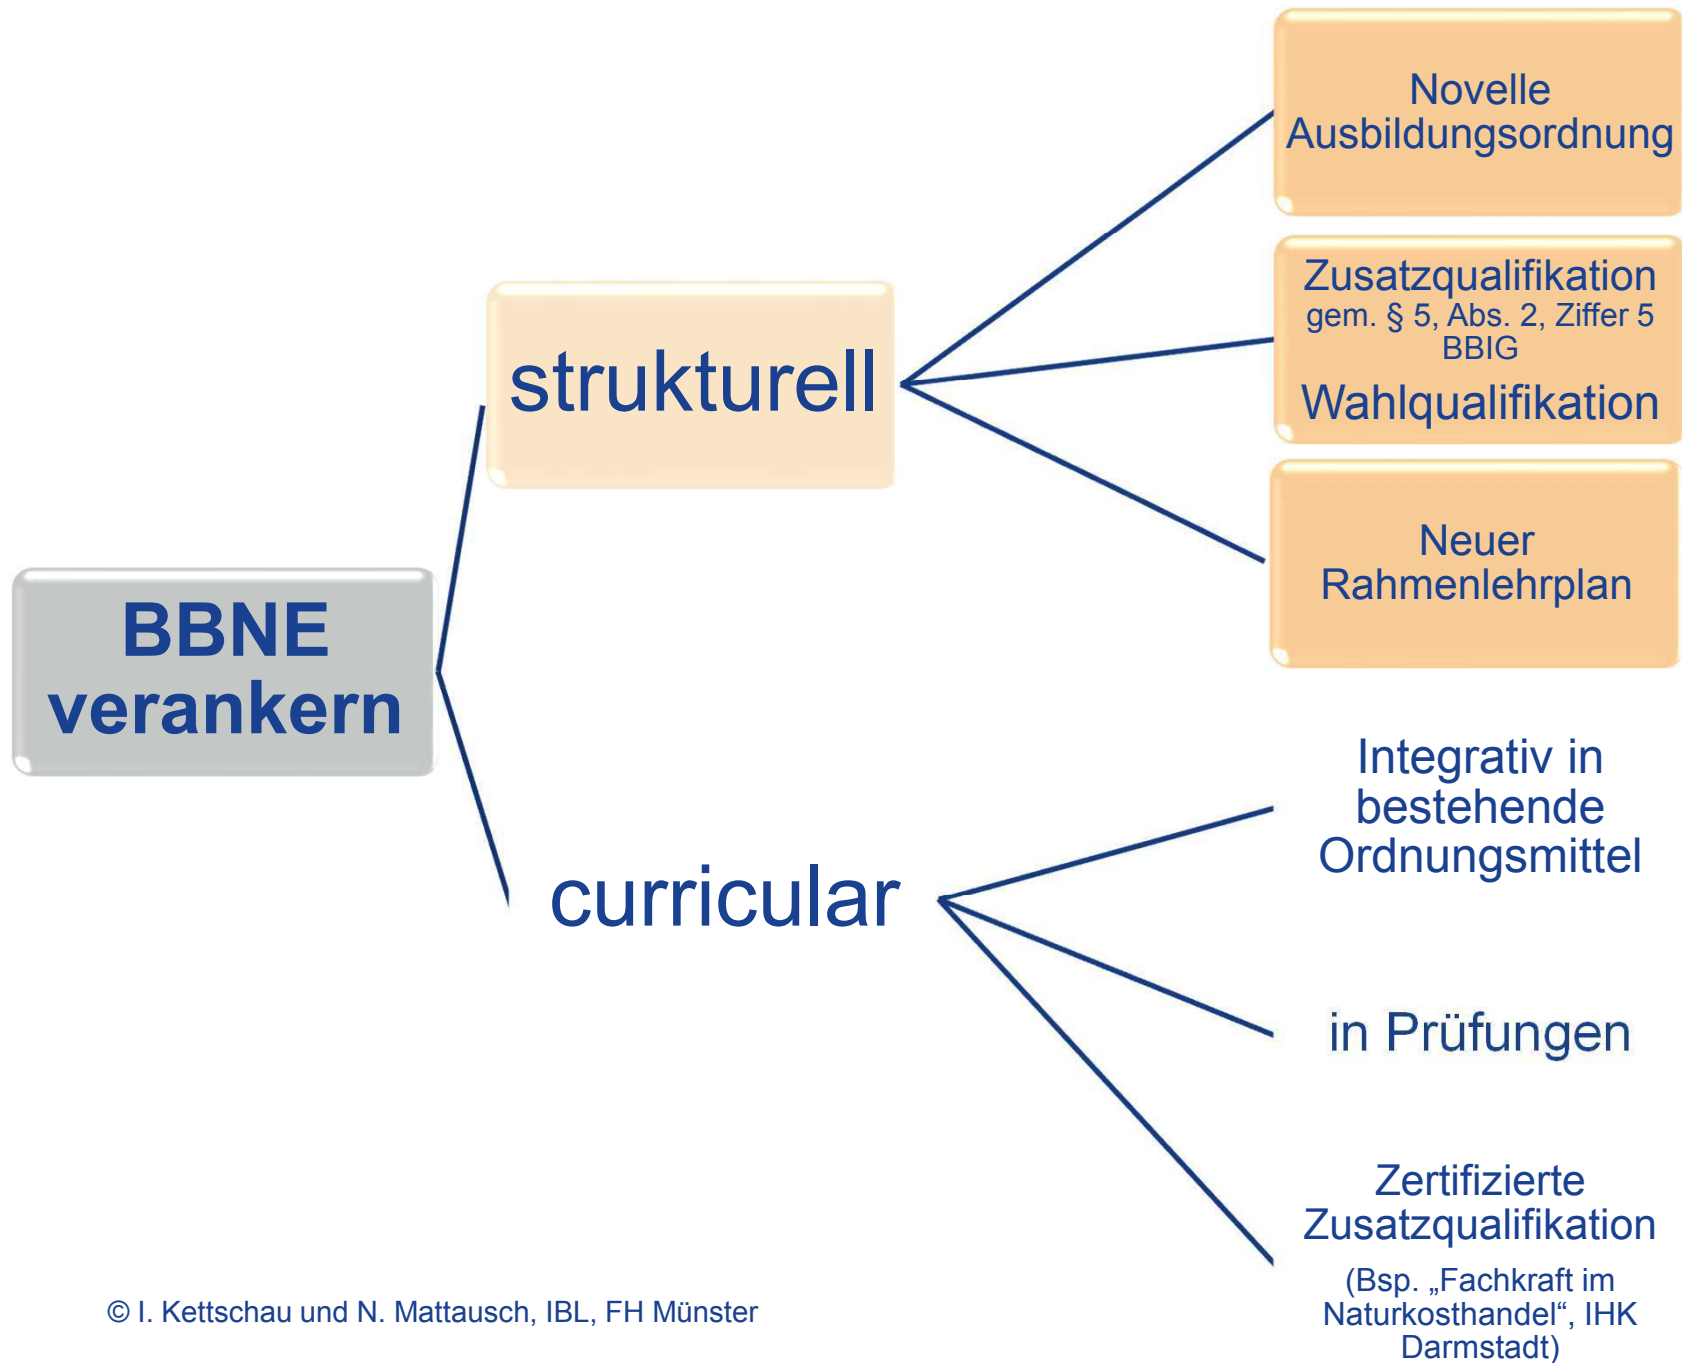 BBNE
verankern
strukturell
Novelle
Ausbildungsordnung
Zusatzqualifikation
gem. § 5, Abs. 2, Ziffer 5
BBIG
Wahlqualifikation
Neuer
Rahmenlehrplan
curricular
Integrativ in
bestehende
Ordnungsmittel
in Prüfungen
Zertifizierte
Zusatzqualifikation
(Bsp. „Fachkraft im
Naturkosthandel“, IHK
Darmstadt)
© I. Kettschau und N. Mattausch, IBL, FH Münster